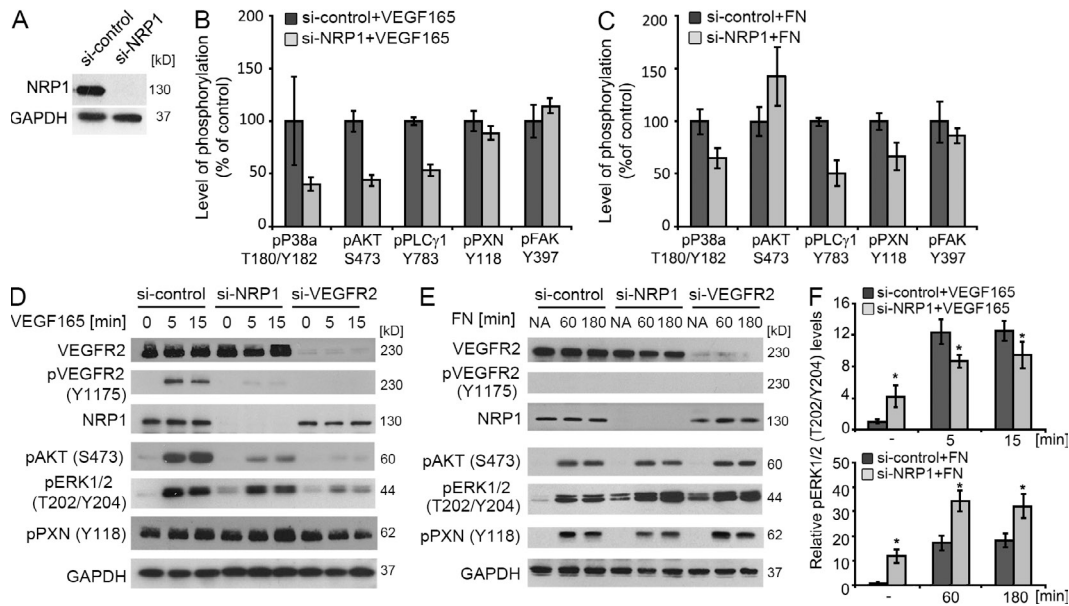 A
si-control
si-NRP1
[kD]
NRP1
130
GAPDH
37
B
si-control+VEGF165
si-NRP1+VEGF165
Level of phosphorylation
(% of control)
200
150
100
50
0
pP38a
T180/Y182
pAKT
S473
pPLCγ1
Y783
pPXN
Y118
pFAK
Y397
C
si-control+FN
si-NRP1+FN
Level of phosphorylation
(%of control)
200
150
100
50
0
pP38a
T180/Y182
pAKT
S473
pPLCγ1
Y783
pPXN
Y118
pFAK
Y397
D
si-control si-NRP1 si-VEGFR2
VEGF165 [min] 0 5 15 0 5 15 0 5 15 [kD]
VEGFR2 230
pVEGFR2
(Y1175) 230
NRP1 130
pAKT (S473) 60
pERK1/2
(T202/Y204) 44
pPXN (Y118) 62
GAPDH 37
E
si-control si-NRP1 si-VEGFR2
FN [min] NA 60 180 NA 60 180 NA 60 180 [kD]
VEGFR2 230
pVEGFR2
(Y1175) 230
NRP1 130
pAKT (S473) 60
pERK1/2
(T202/Y204) 44
pPXN (Y118) 62
GAPDH 37
F
si-control+VEGF165
si-NRP1+VEGF165
Relative pERK1/2 (T202/Y204) levels
16
12
8
4
0
* * *
- 5 15 [min]
si-control+FN
si-NRP1+FN
50
40
30
20
10
0
* * *
- 60 180 [min]